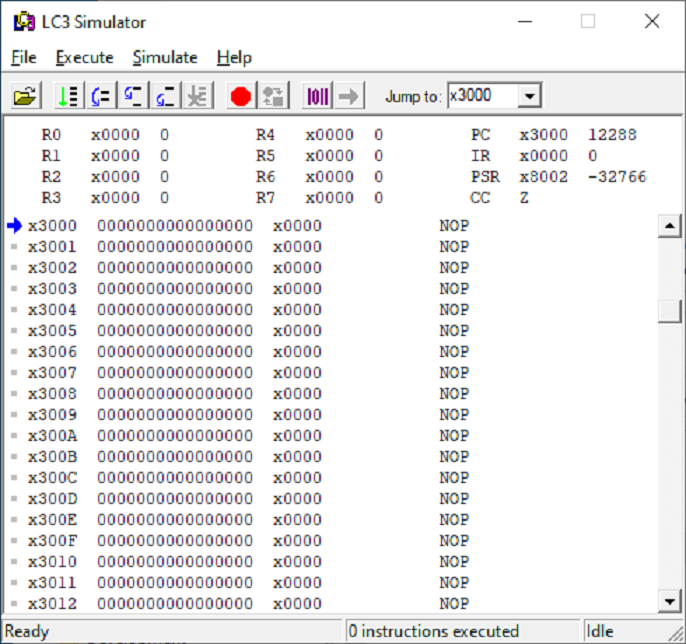 LC3 Simulator
File Execute Simulate Help
Jump to: x3000
R0 x0000 0 R4 x0000 0 PC x3000 12288
R1 x0000 0 R5 x0000 0 IR x0000 0
R2 x0000 0 R6 x0000 0 PSR x8002 -32766
R3 x0000 0 R7 x0000 0 CC Z
x3000 0000000000000000 x0000 NOP
x3001 0000000000000000 x0000 NOP
x3002 0000000000000000 x0000 NOP
x3003 0000000000000000 x0000 NOP
x3004 0000000000000000 x0000 NOP
x3005 0000000000000000 x0000 NOP
x3006 0000000000000000 x0000 NOP
x3007 0000000000000000 x0000 NOP
x3008 0000000000000000 x0000 NOP
x3009 0000000000000000 x0000 NOP
x300A 0000000000000000 x0000 NOP
x300B 0000000000000000 x0000 NOP
x300C 0000000000000000 x0000 NOP
x300D 0000000000000000 x0000 NOP
x300E 0000000000000000 x0000 NOP
x300F 0000000000000000 x0000 NOP
x3010 0000000000000000 x0000 NOP
x3011 0000000000000000 x0000 NOP
x3012 0000000000000000 x0000 NOP
Ready 0 instructions executed Idle